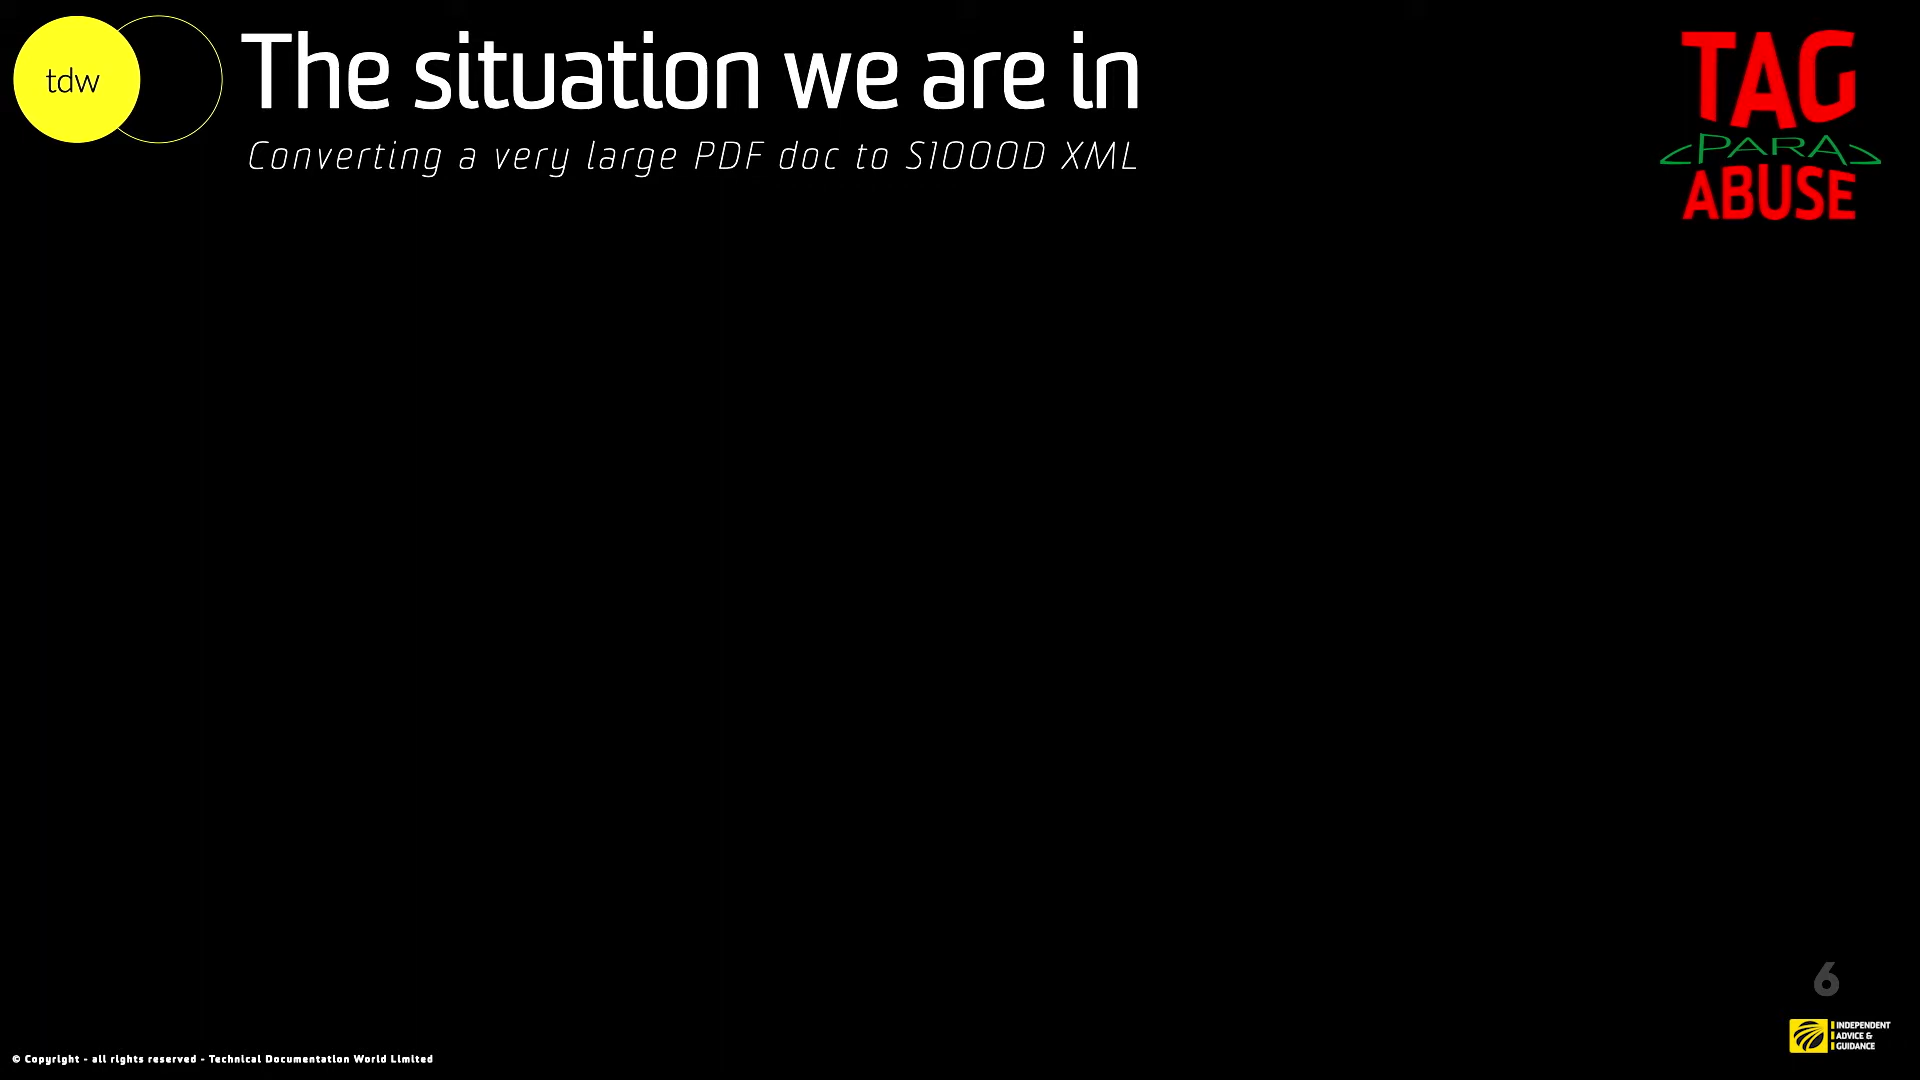 tdw
The situation we are in
Converting a very large PDF doc to S1000D XML
TAG
<PARA>
ABUSE
6
INDEPENDENT
ADVICE &
GUIDANCE
© Copyright - all rights reserved - Technical Documentation World Limited